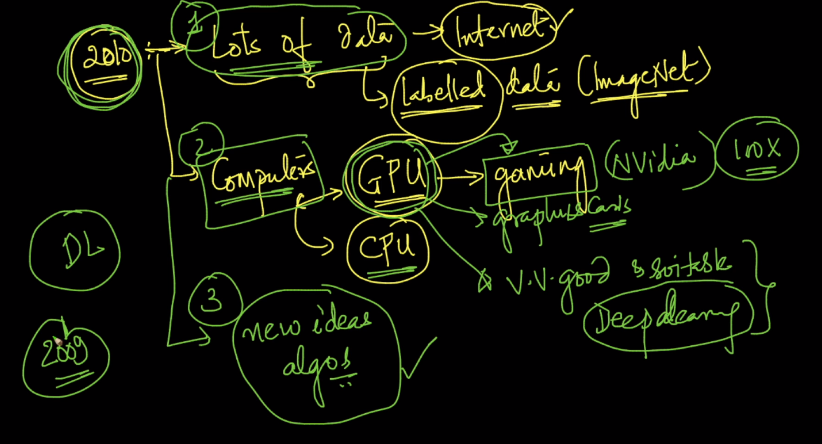 1
2010 Lots of data Internet
Labelled data (ImageNet)
2
Computers GPU gaming (NVidia) 100X
graphics Cards
CPU
DL
V.V.good & suitable
3
Deep learning
new ideas
algos
2009